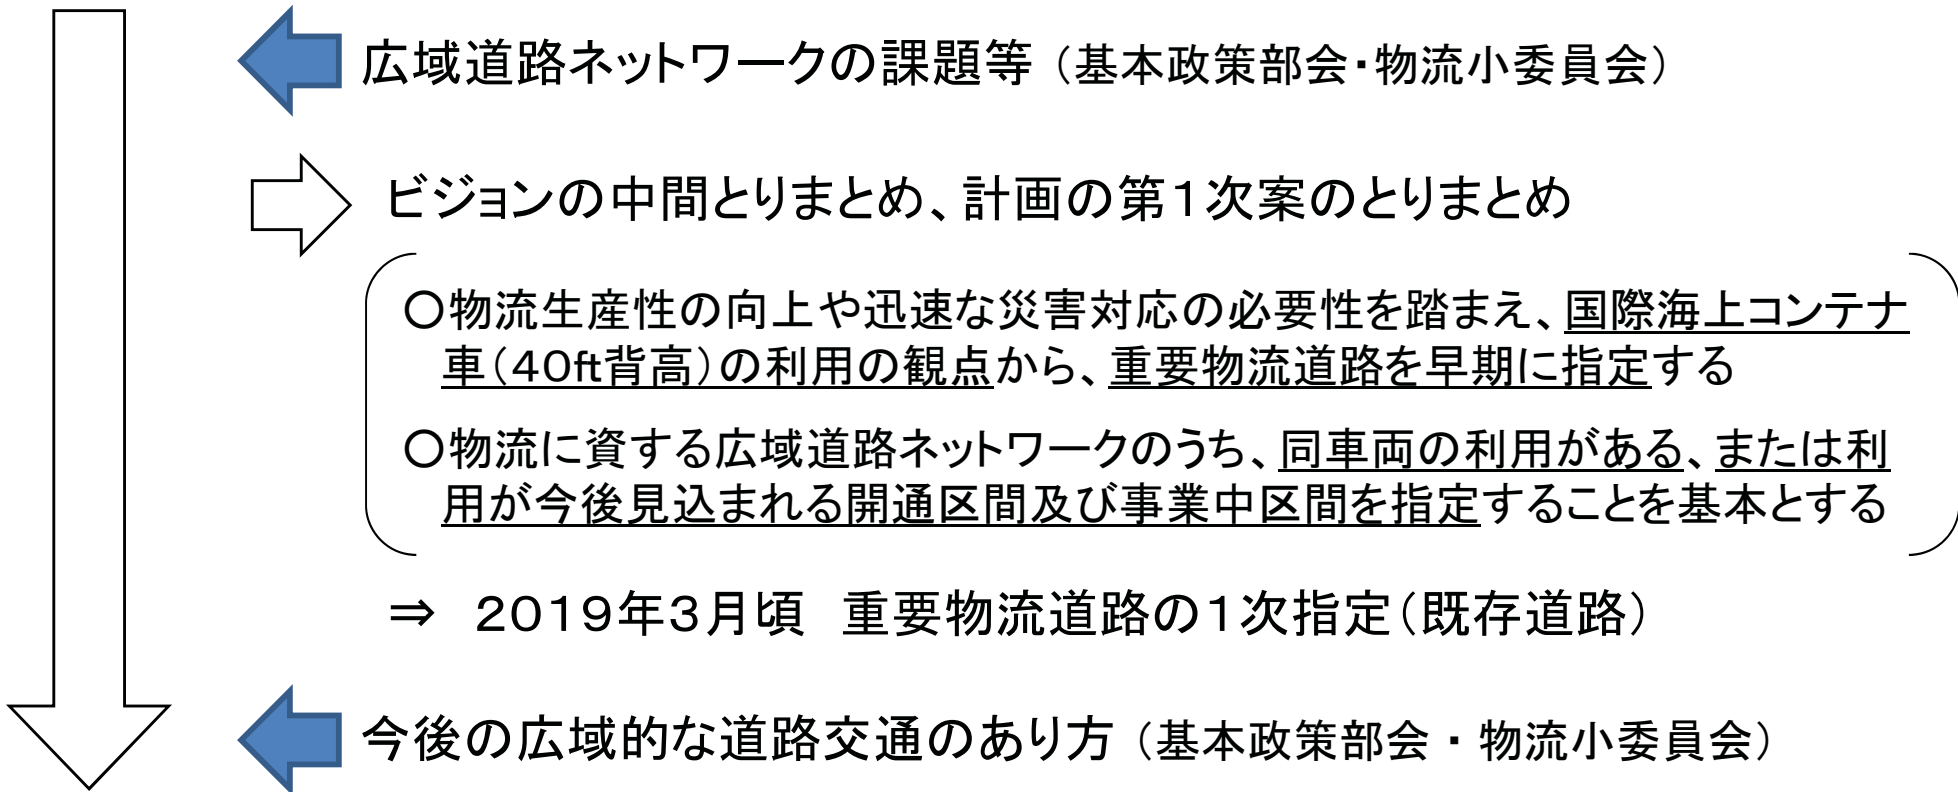 広域道路ネットワークの課題等（基本政策部会・物流小委員会）
ビジョンの中間とりまとめ、計画の第１次案のとりまとめ
○物流生産性の向上や迅速な災害対応の必要性を踏まえ、国際海上コンテナ
車（40ft背高）の利用の観点から、重要物流道路を早期に指定する
○物流に資する広域道路ネットワークのうち、同車両の利用がある、または利
用が今後見込まれる開通区間及び事業中区間を指定することを基本とする
⇒　２０１９年３月頃　重要物流道路の１次指定（既存道路）
今後の広域的な道路交通のあり方（基本政策部会・物流小委員会）